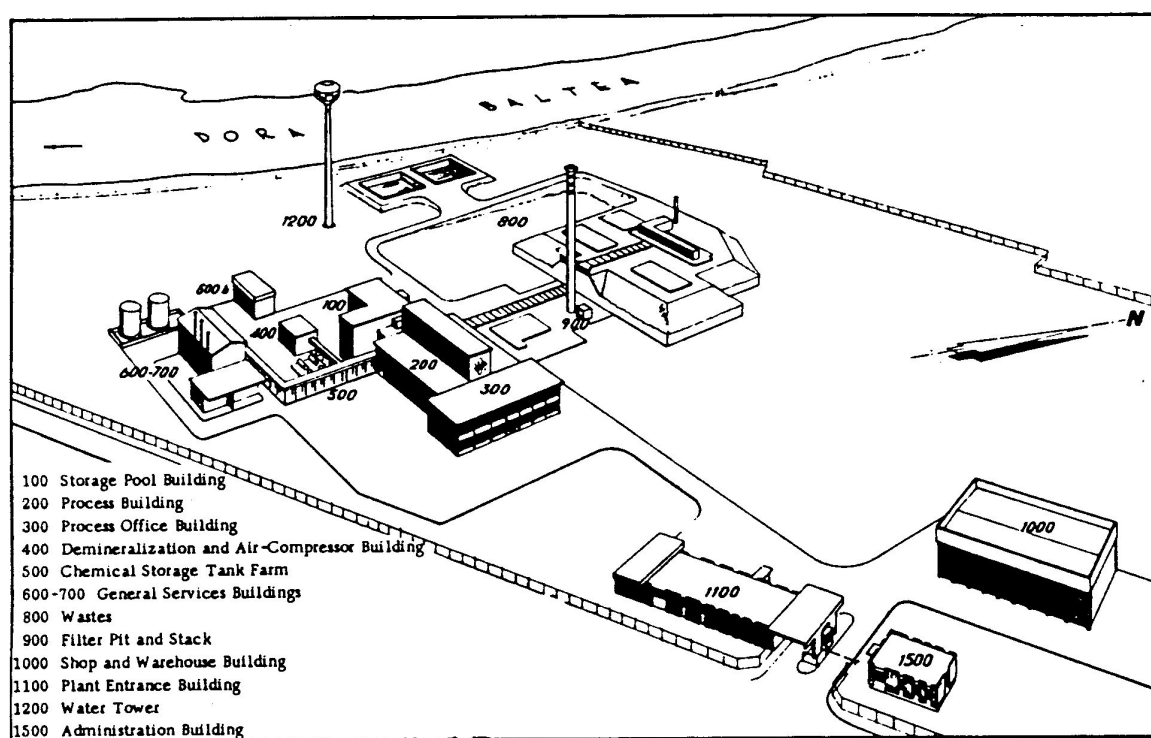 DORA BALTEA
1200
800
600 b
100
400
900
N
600-700
200
500
300
1000
1100
1500
100 Storage Pool Building
200 Process Building
300 Process Office Building
400 Demineralization and Air-Compressor Building
500 Chemical Storage Tank Farm
600-700 General Services Buildings
800 Wastes
900 Filter Pit and Stack
1000 Shop and Warehouse Building
1100 Plant Entrance Building
1200 Water Tower
1500 Administration Building